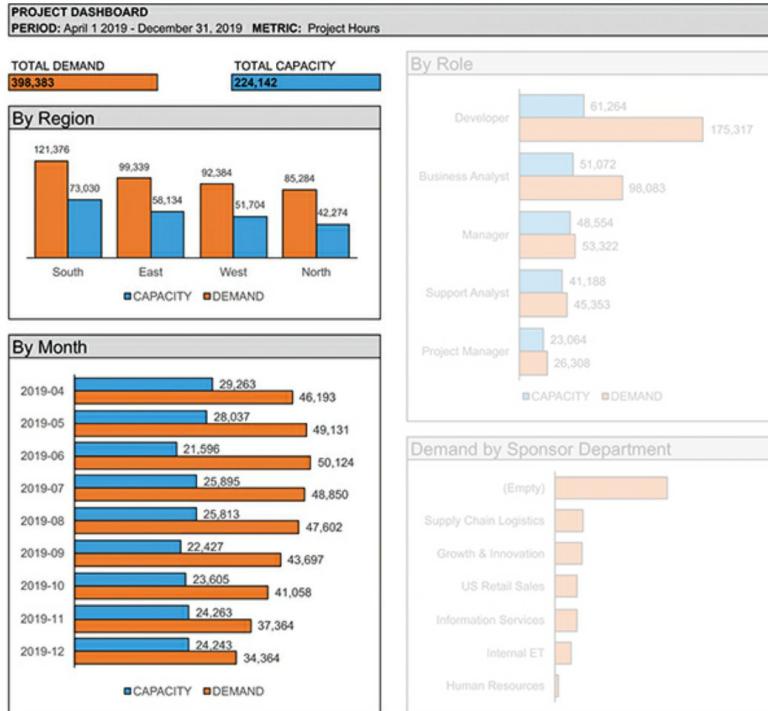 PROJECT DASHBOARD
PERIOD: April 1 2019 - December 31, 2019 METRIC: Project Hours
TOTAL DEMAND
398,383
TOTAL CAPACITY
224,142
By Region
121,376
73,030
99,339
58,134
92,384
51,704
85,284
42,274
South East West North
CAPACITY DEMAND
By Month
2019-04 29,263
46,193
2019-05 28,037
49,131
2019-06 21,596
50,124
2019-07 25,895
48,850
2019-08 25,813
47,602
2019-09 22,427
43,697
2019-10 23,605
41,058
2019-11 24,263
37,364
2019-12 24,243
34,364
CAPACITY DEMAND
By Role
Developer 61,264
175,317
Business Analyst 51,072
98,083
Manager 48,554
53,322
Support Analyst 41,188
45,353
Project Manager 23,064
26,308
CAPACITY DEMAND
Demand by Sponsor Department
(Empty)
Supply Chain Logistics
Growth & Innovation
US Retail Sales
Information Services
Internal ET
Human Resources